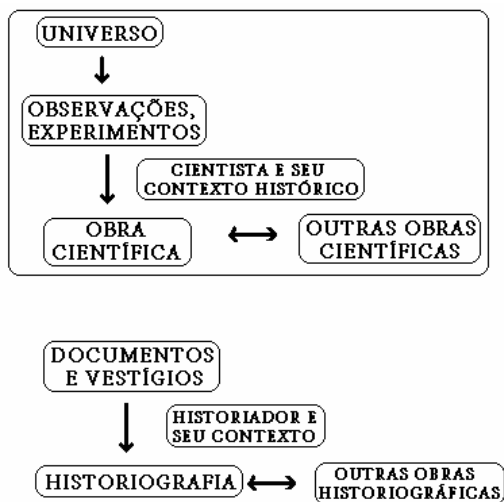 UNIVERSO
OBSERVAÇÕES,
EXPERIMENTOS
CIENTISTA E SEU
CONTEXTO HISTÓRICO
OBRA
CIENTÍFICA
OUTRAS OBRAS
CIENTÍFICAS
DOCUMENTOS
E VESTÍGIOS
HISTORIADOR E
SEU CONTEXTO
HISTORIOGRAFIA
OUTRAS OBRAS
HISTORIOGRÁFICAS